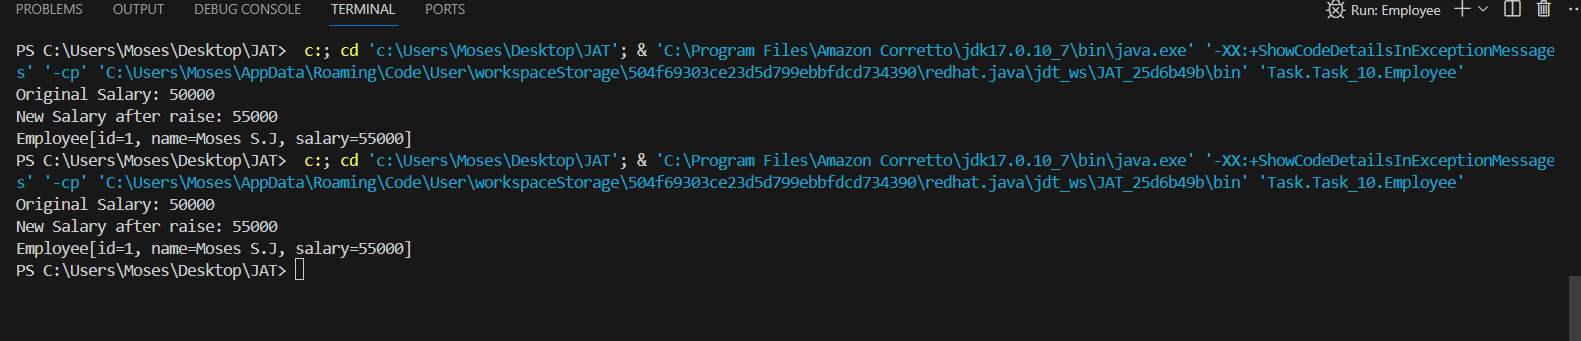 PROBLEMS OUTPUT DEBUG CONSOLE TERMINAL PORTS Run: Employee
PS C:\Users\Moses\Desktop\JAT>  c:; cd 'c:\Users\Moses\Desktop\JAT'; & 'C:\Program Files\Amazon Corretto\jdk17.0.10_7\bin\java.exe' '-XX:+ShowCodeDetailsInExceptionMessage
s' '-cp' 'C:\Users\Moses\AppData\Roaming\Code\User\workspaceStorage\504f69303ce23d5d799ebbfdcd734390\redhat.java\jdt_ws\JAT_25d6b49b\bin' 'Task.Task_10.Employee'
Original Salary: 50000
New Salary after raise: 55000
Employee[id=1, name=Moses S.J, salary=55000]
PS C:\Users\Moses\Desktop\JAT>  c:; cd 'c:\Users\Moses\Desktop\JAT'; & 'C:\Program Files\Amazon Corretto\jdk17.0.10_7\bin\java.exe' '-XX:+ShowCodeDetailsInExceptionMessage
s' '-cp' 'C:\Users\Moses\AppData\Roaming\Code\User\workspaceStorage\504f69303ce23d5d799ebbfdcd734390\redhat.java\jdt_ws\JAT_25d6b49b\bin' 'Task.Task_10.Employee'
Original Salary: 50000
New Salary after raise: 55000
Employee[id=1, name=Moses S.J, salary=55000]
PS C:\Users\Moses\Desktop\JAT>